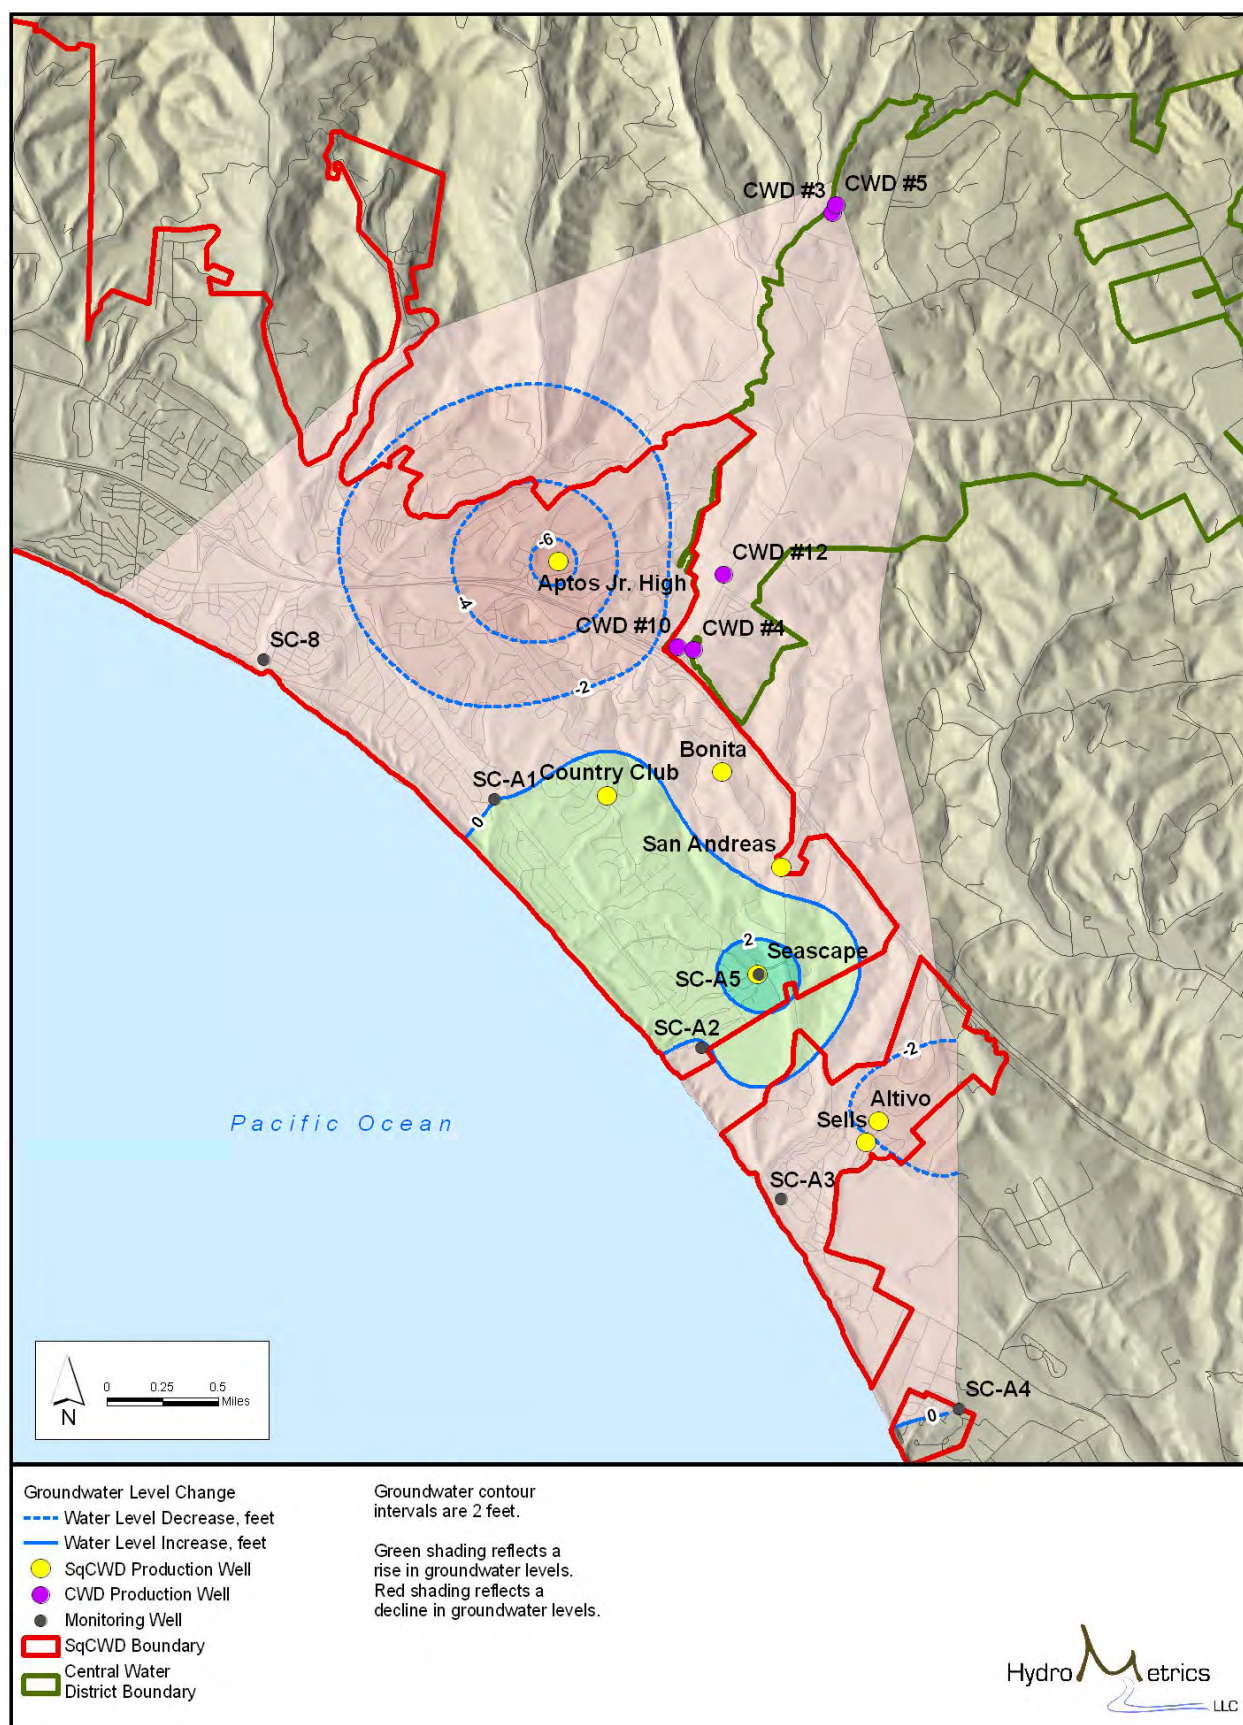 CWD #3
CWD #5
-6
Aptos Jr. High
CWD #12
-4
CWD #10
CWD #4
SC-8
-2
Bonita
SC-A1
Country Club
0
San Andreas
2
Seascape
SC-A5
SC-A2
-2
Altivo
Sells
Pacific Ocean
SC-A3
SC-A4
0
0 0.25 0.5
Miles
N
Groundwater Level Change
Water Level Decrease, feet
Water Level Increase, feet
SqCWD Production Well
CWD Production Well
Monitoring Well
SqCWD Boundary
Central Water
District Boundary
Groundwater contour
intervals are 2 feet.
Green shading reflects a
rise in groundwater levels.
Red shading reflects a
decline in groundwater levels.
Hydro Metrics
LLC